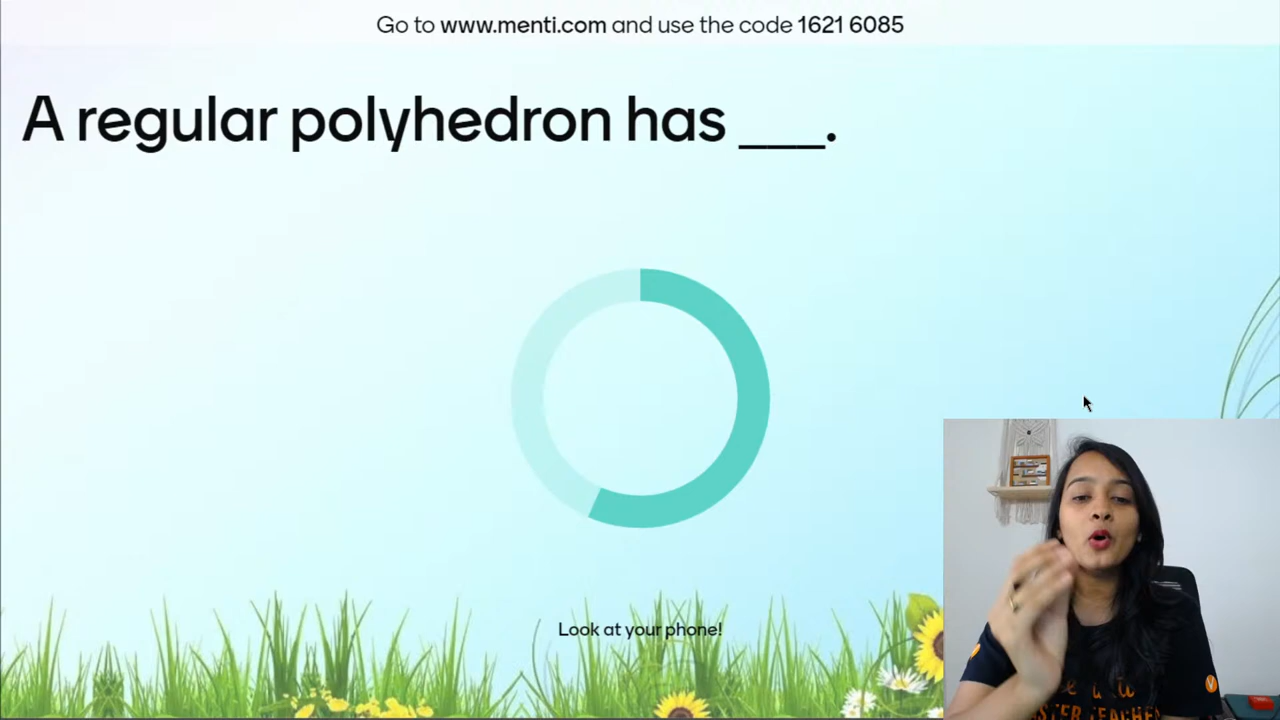 Go to www.menti.com and use the code 1621 6085
A regular polyhedron has ___.
Look at your phone!